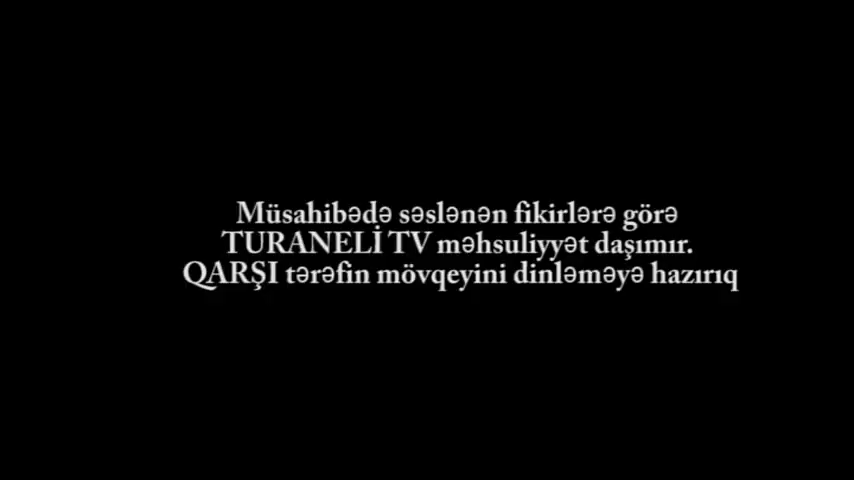 Müsahibədə səslənən fikirlərə görə
TURANELİ TV məhsuliyyət daşımır.
QARŞI tərəfin mövqeyini dinləməyə hazırıq